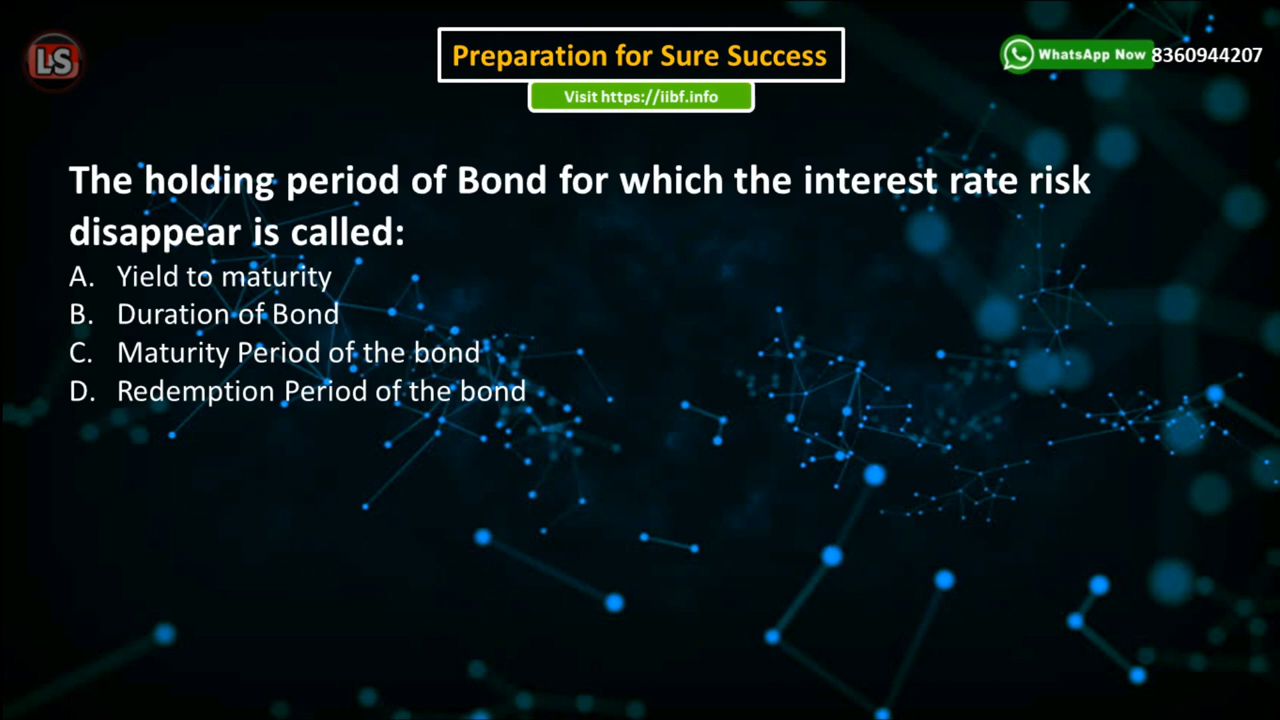 LS
Preparation for Sure Success
WhatsApp Now 8360944207
Visit https://iibf.info
The holding period of Bond for which the interest rate risk
disappear is called:
A. Yield to maturity
B. Duration of Bond
C. Maturity Period of the bond
D. Redemption Period of the bond